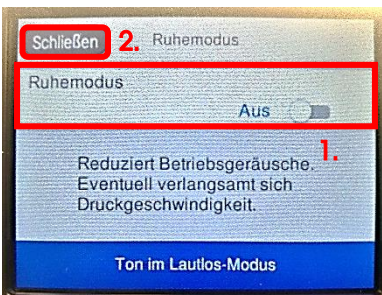 Schließen 2. Ruhemodus
Ruhemodus
Aus
1.
Reduziert Betriebsgeräusche.
Eventuell verlangsamt sich
Druckgeschwindigkeit.
Ton im Lautlos-Modus